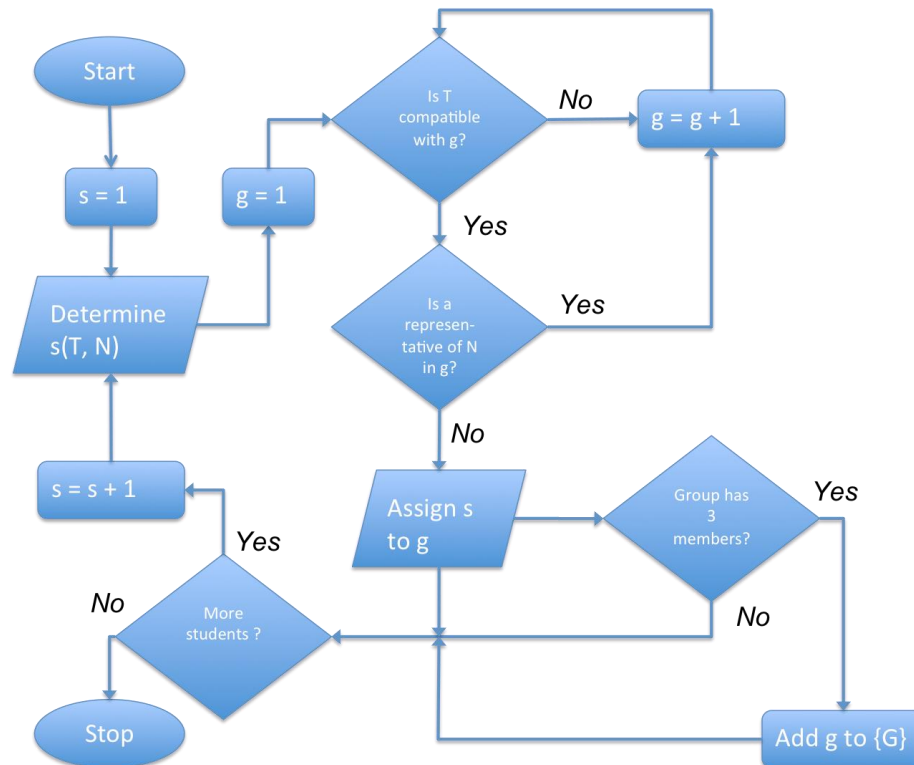 Start
s = 1
Determine
s(T, N)
g = 1
Is T
compatible
with g?
No
g = g + 1
Yes
Is a
represen-
tative of N
in g?
Yes
No
Assign s
to g
Group has
3
members?
Yes
No
Add g to {G}
s = s + 1
Yes
More
students ?
No
Stop